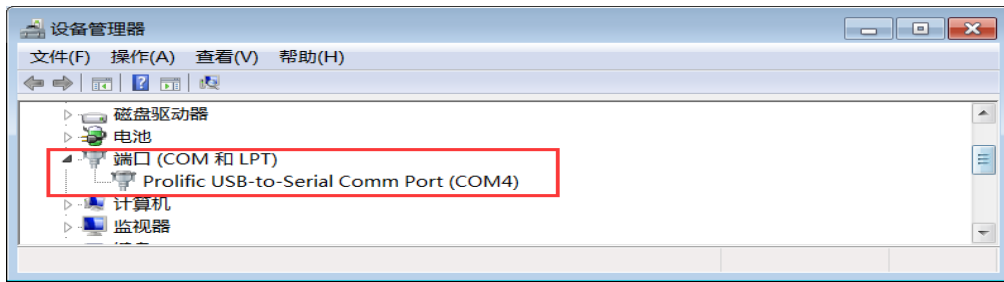 设备管理器
文件(F) 操作(A) 查看(V) 帮助(H)
磁盘驱动器
电池
端口 (COM 和 LPT)
Prolific USB-to-Serial Comm Port (COM4)
计算机
监视器